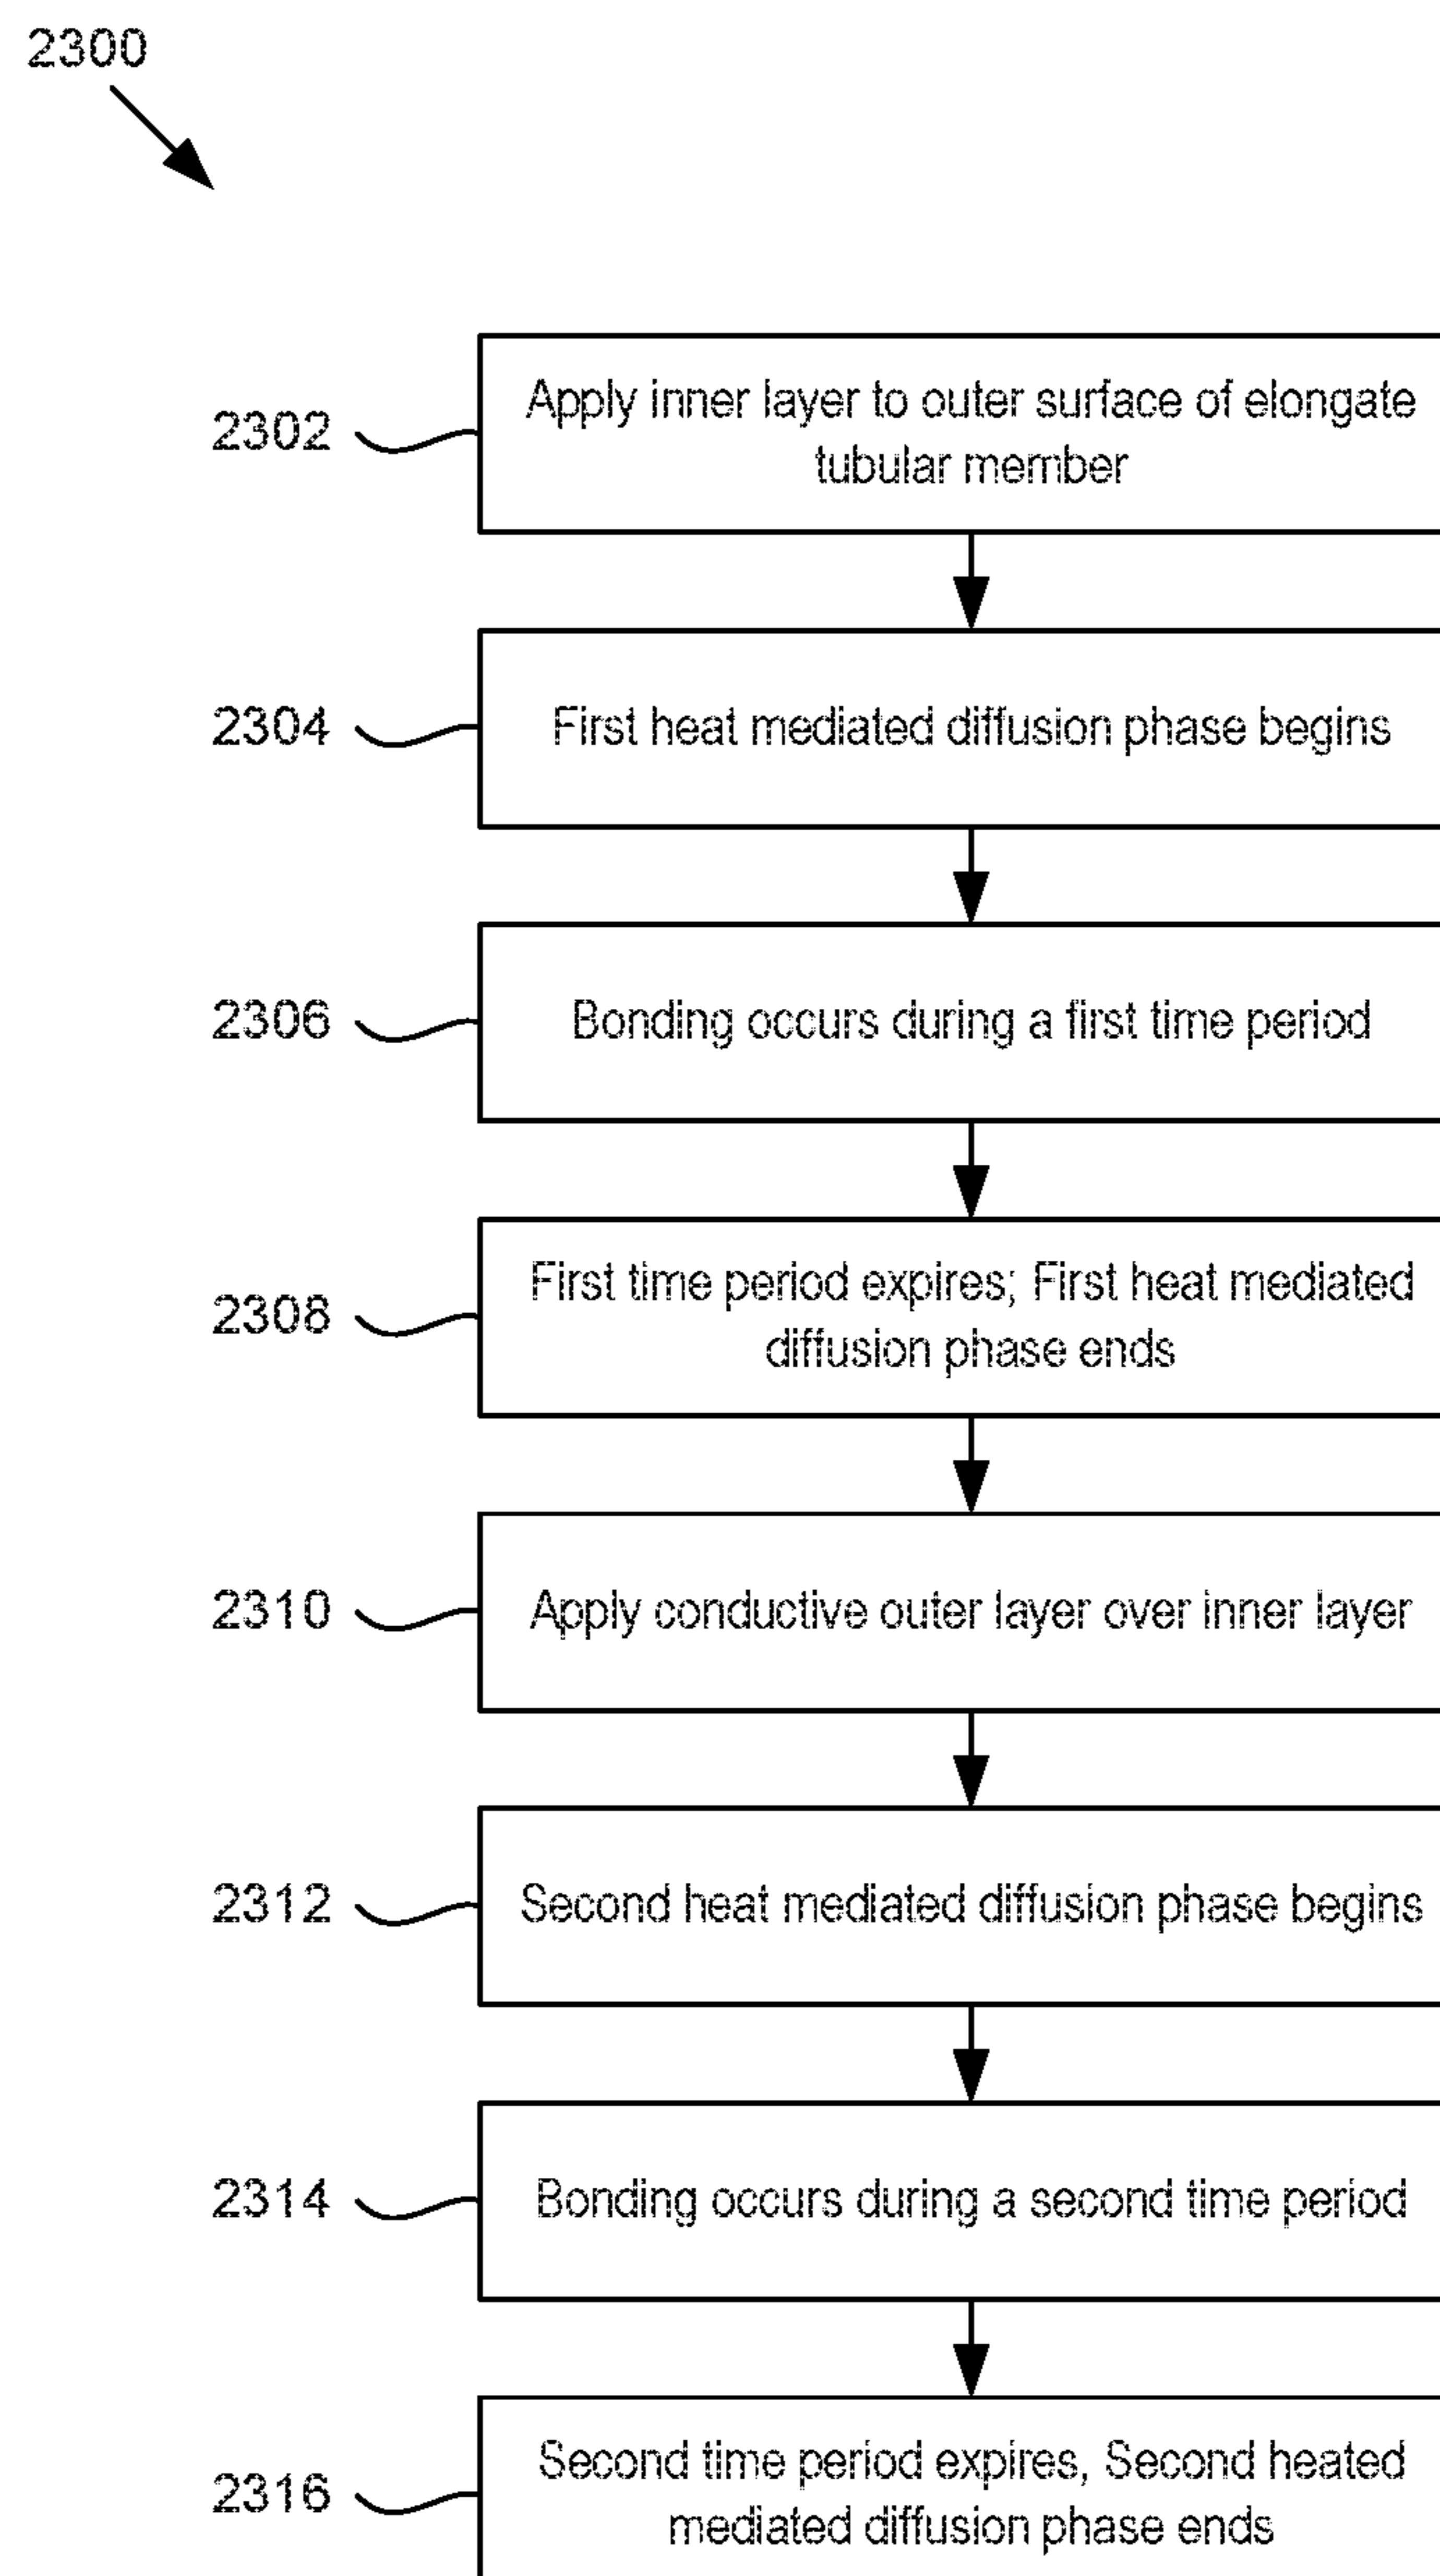 2300
2302
Apply inner layer to outer surface of elongate
tubular member
2304
First heat mediated diffusion phase begins
2306
Bonding occurs during a first time period
2308
First time period expires; First heat mediated
diffusion phase ends
2310
Apply conductive outer layer over inner layer
2312
Second heat mediated diffusion phase begins
2314
Bonding occurs during a second time period
2316
Second time period expires, Second heated
mediated diffusion phase ends